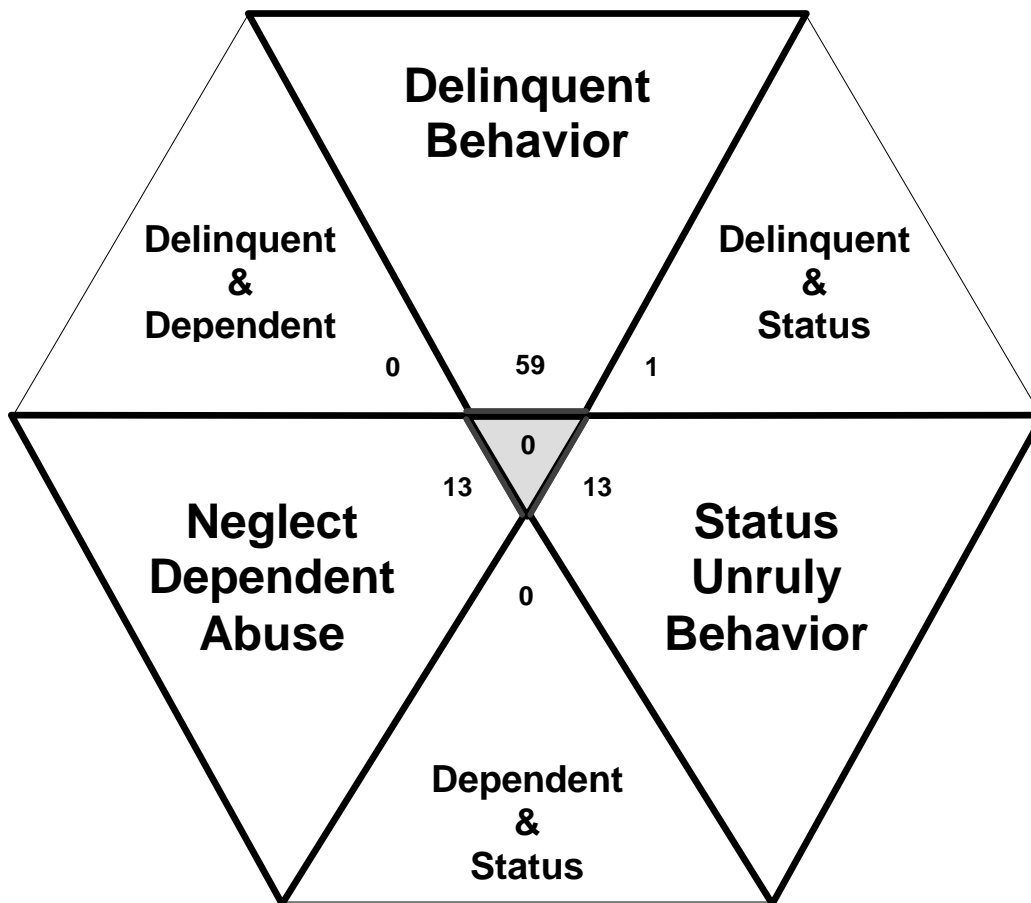 Delinquent
Behavior
Delinquent
&
Dependent
Delinquent
&
Status
0
59
1
0
13
13
Neglect
Dependent
Abuse
Status
Unruly
Behavior
0
Dependent
&
Status